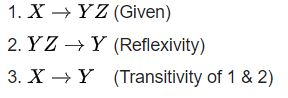 1. X → YZ (Given)
2. YZ → Y (Reflexivity)
3. X → Y (Transitivity of 1 & 2)